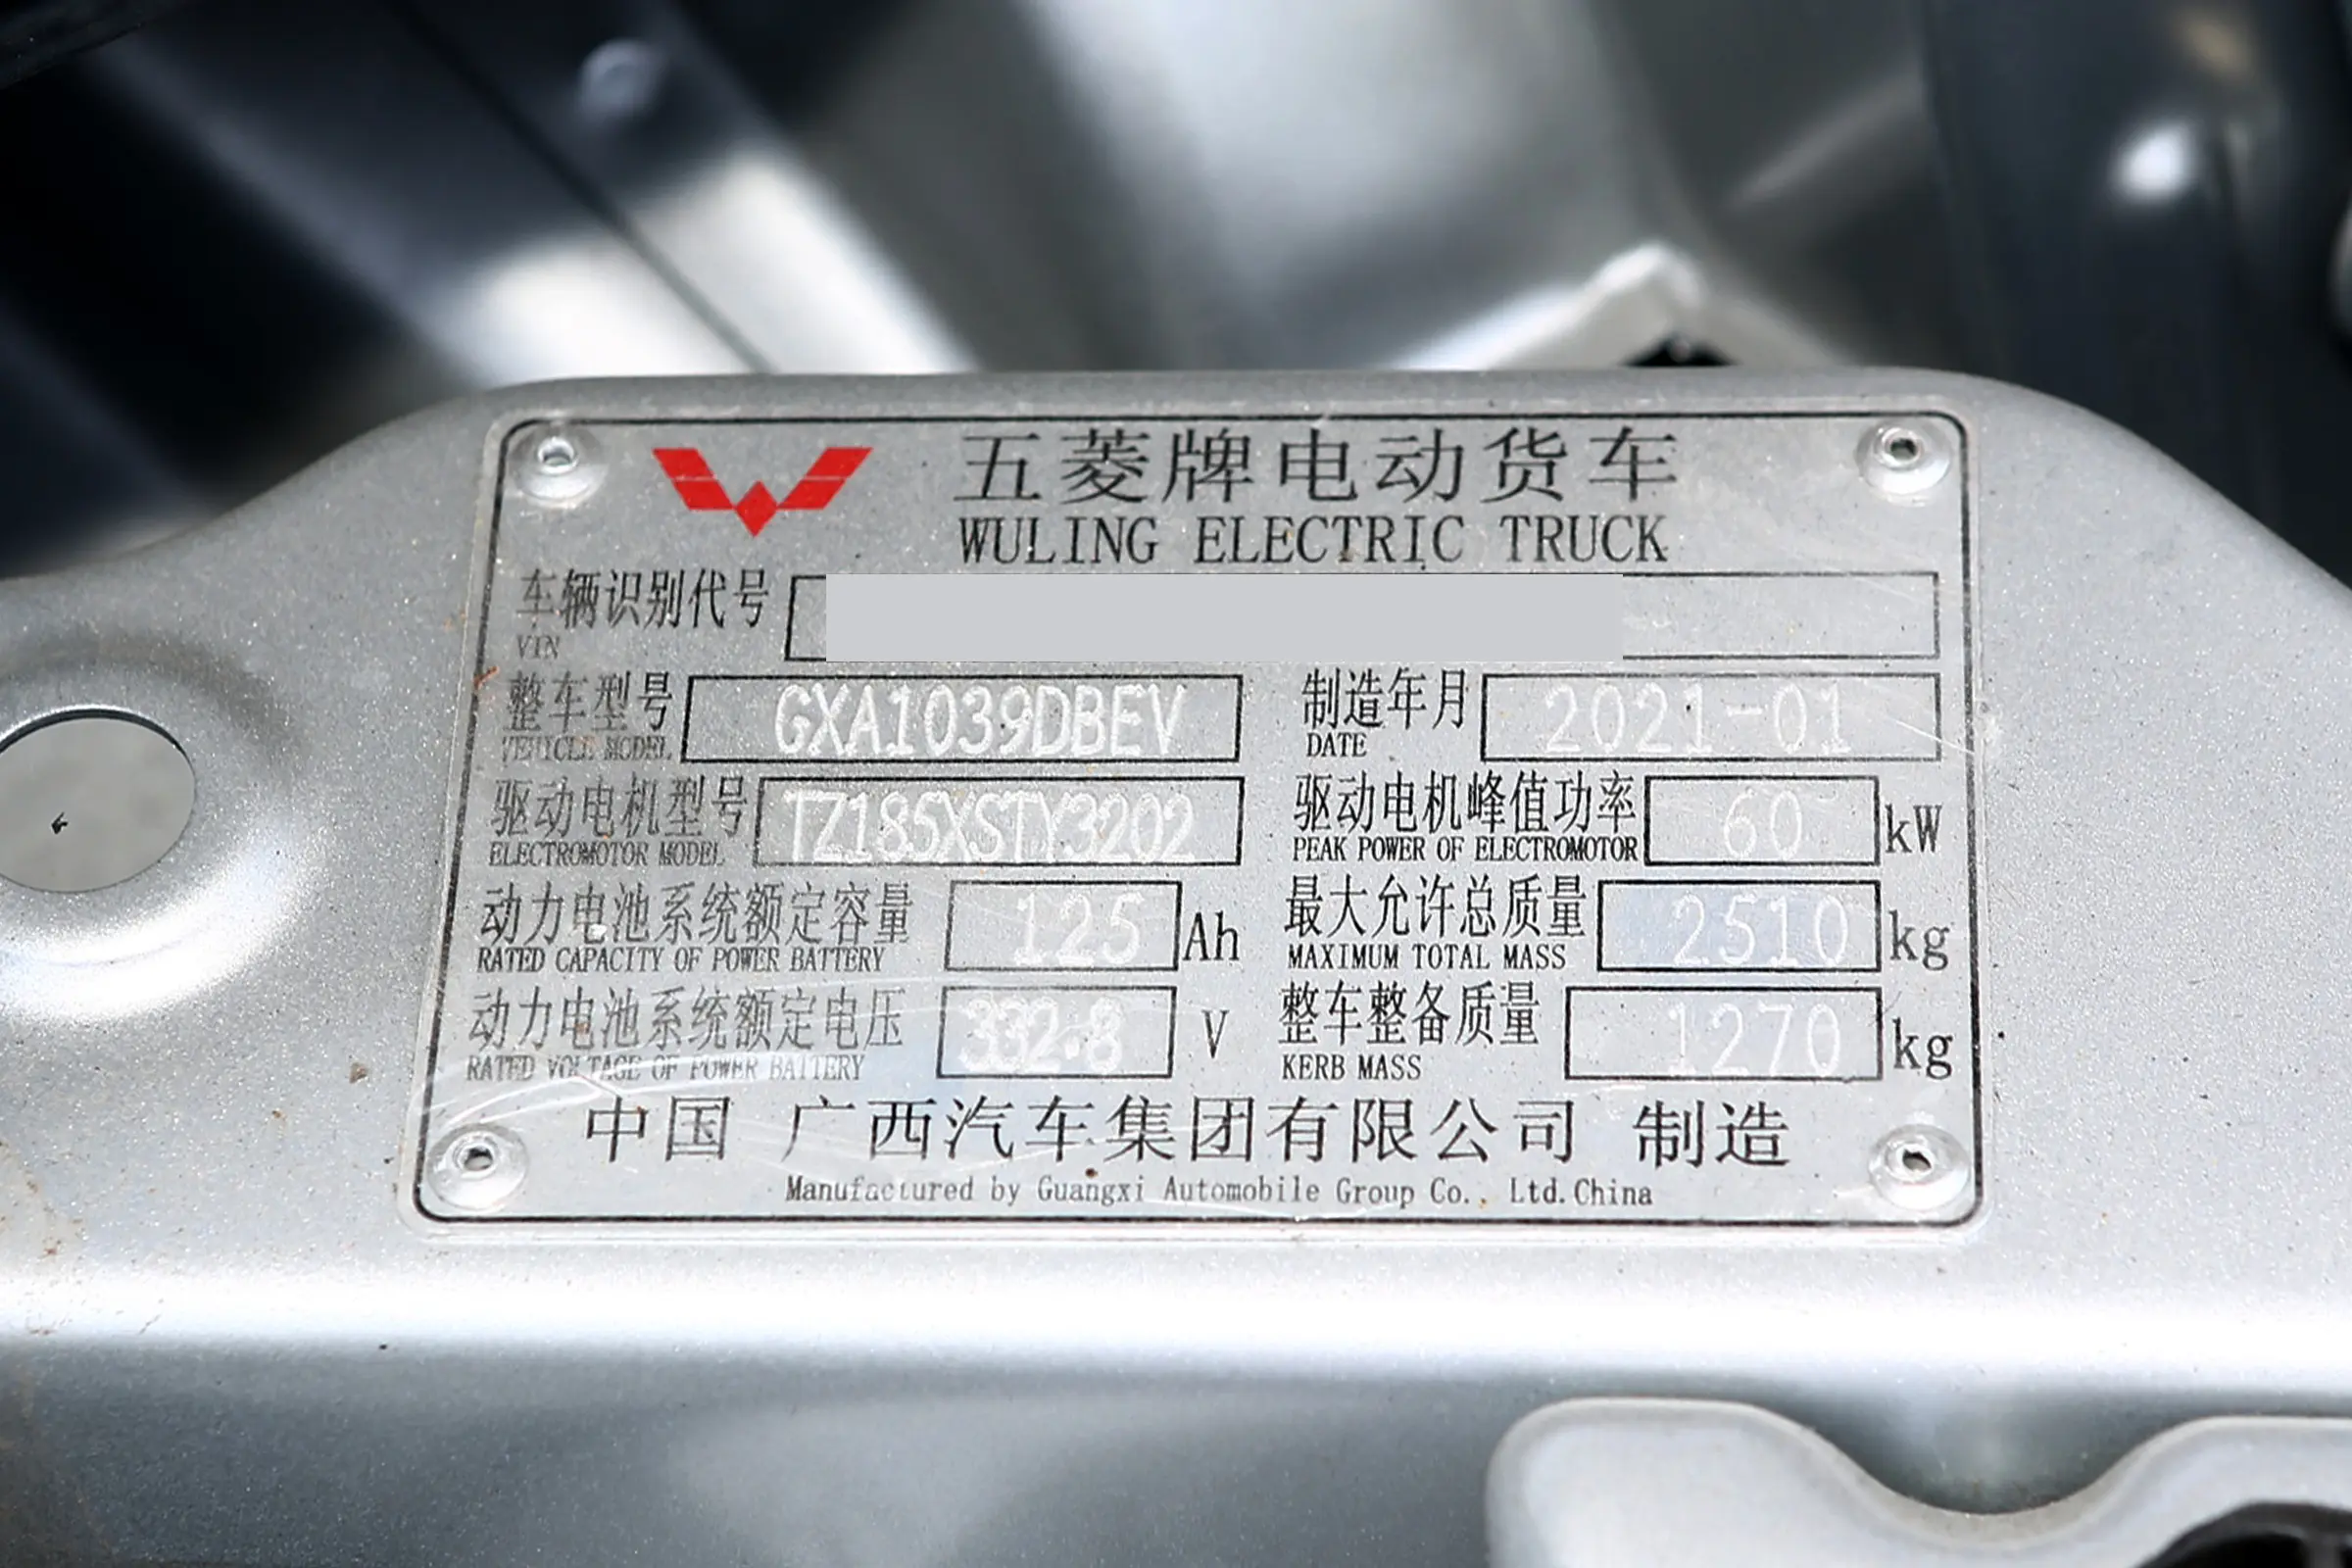 五菱牌电动货车
WULING ELECTRIC TRUCK
车辆识别代号
VIN
整车型号 GXA1039DBEV 制造年月 2021-01
VEHICLE MODEL DATE
驱动电机型号 TZ185XSTY3202 驱动电机峰值功率 60 kW
ELECTROMOTOR MODEL PEAK POWER OF ELECTROMOTOR
动力电池系统额定容量 125 Ah 最大允许总质量 2510 kg
RATED CAPACITY OF POWER BATTERY MAXIMUM TOTAL MASS
动力电池系统额定电压 332.8 V 整车整备质量 1270 kg
RATED VOLTAGE OF POWER BATTERY KERB MASS
中国 广西汽车集团有限公司 制造
Manufactured by Guangxi Automobile Group Co., Ltd.China